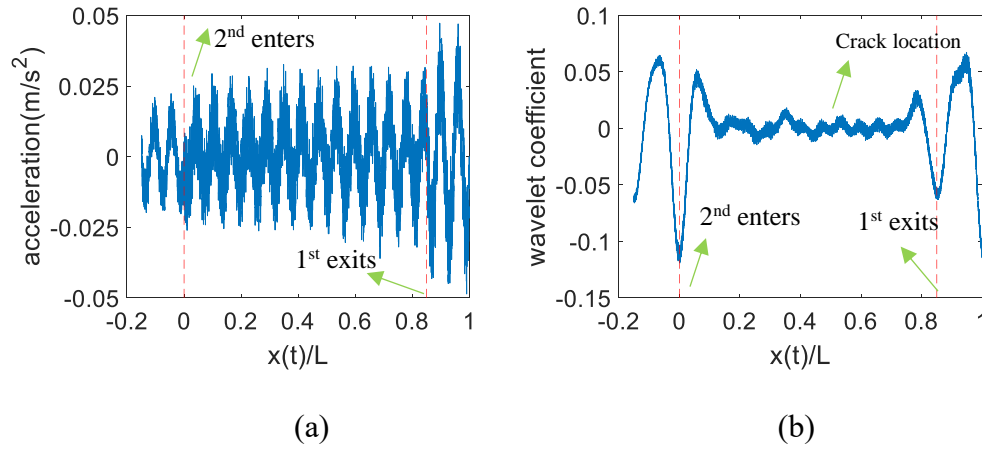 acceleration(m/s²)
0.05
0.025
0
-0.025
-0.05
2nd enters
1st exits
-0.2 0 0.2 0.4 0.6 0.8 1
x(t)/L
(a)
wavelet coefficient
0.1
0.05
0
-0.05
-0.1
-0.15
Crack location
2nd enters
1st exits
-0.2 0 0.2 0.4 0.6 0.8 1
x(t)/L
(b)